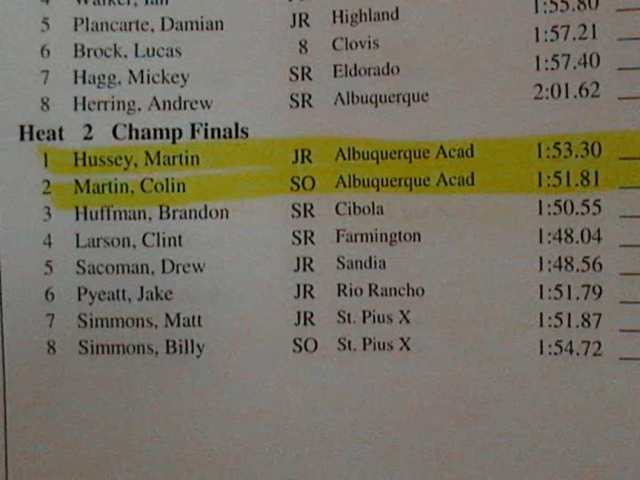 4 Walker, Ian 1:55.80
5 Plancarte, Damian JR Highland 1:57.21
6 Brock, Lucas 8 Clovis 1:57.40
7 Hagg, Mickey SR Eldorado
8 Herring, Andrew SR Albuquerque 2:01.62
Heat 2 Champ Finals
1 Hussey, Martin JR Albuquerque Acad 1:53.30
2 Martin, Colin SO Albuquerque Acad 1:51.81
3 Huffman, Brandon SR Cibola 1:50.55
4 Larson, Clint SR Farmington 1:48.04
5 Sacoman, Drew JR Sandia 1:48.56
6 Pyeatt, Jake JR Rio Rancho 1:51.79
7 Simmons, Matt JR St. Pius X 1:51.87
8 Simmons, Billy SO St. Pius X 1:54.72